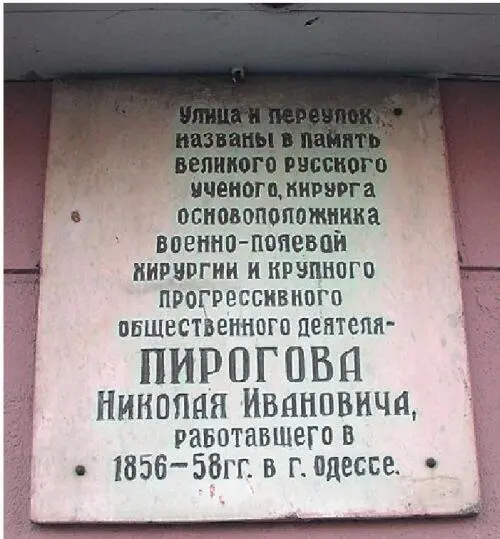 Улица и переулок
названы в память
великого русского
ученого, хирурга
основоположника
военно-полевой
хирургии и крупного
прогрессивного
общественного деятеля-
ПИРОГОВА
Николая Ивановича,
работавшего в
1856-58гг. в г. Одессе.